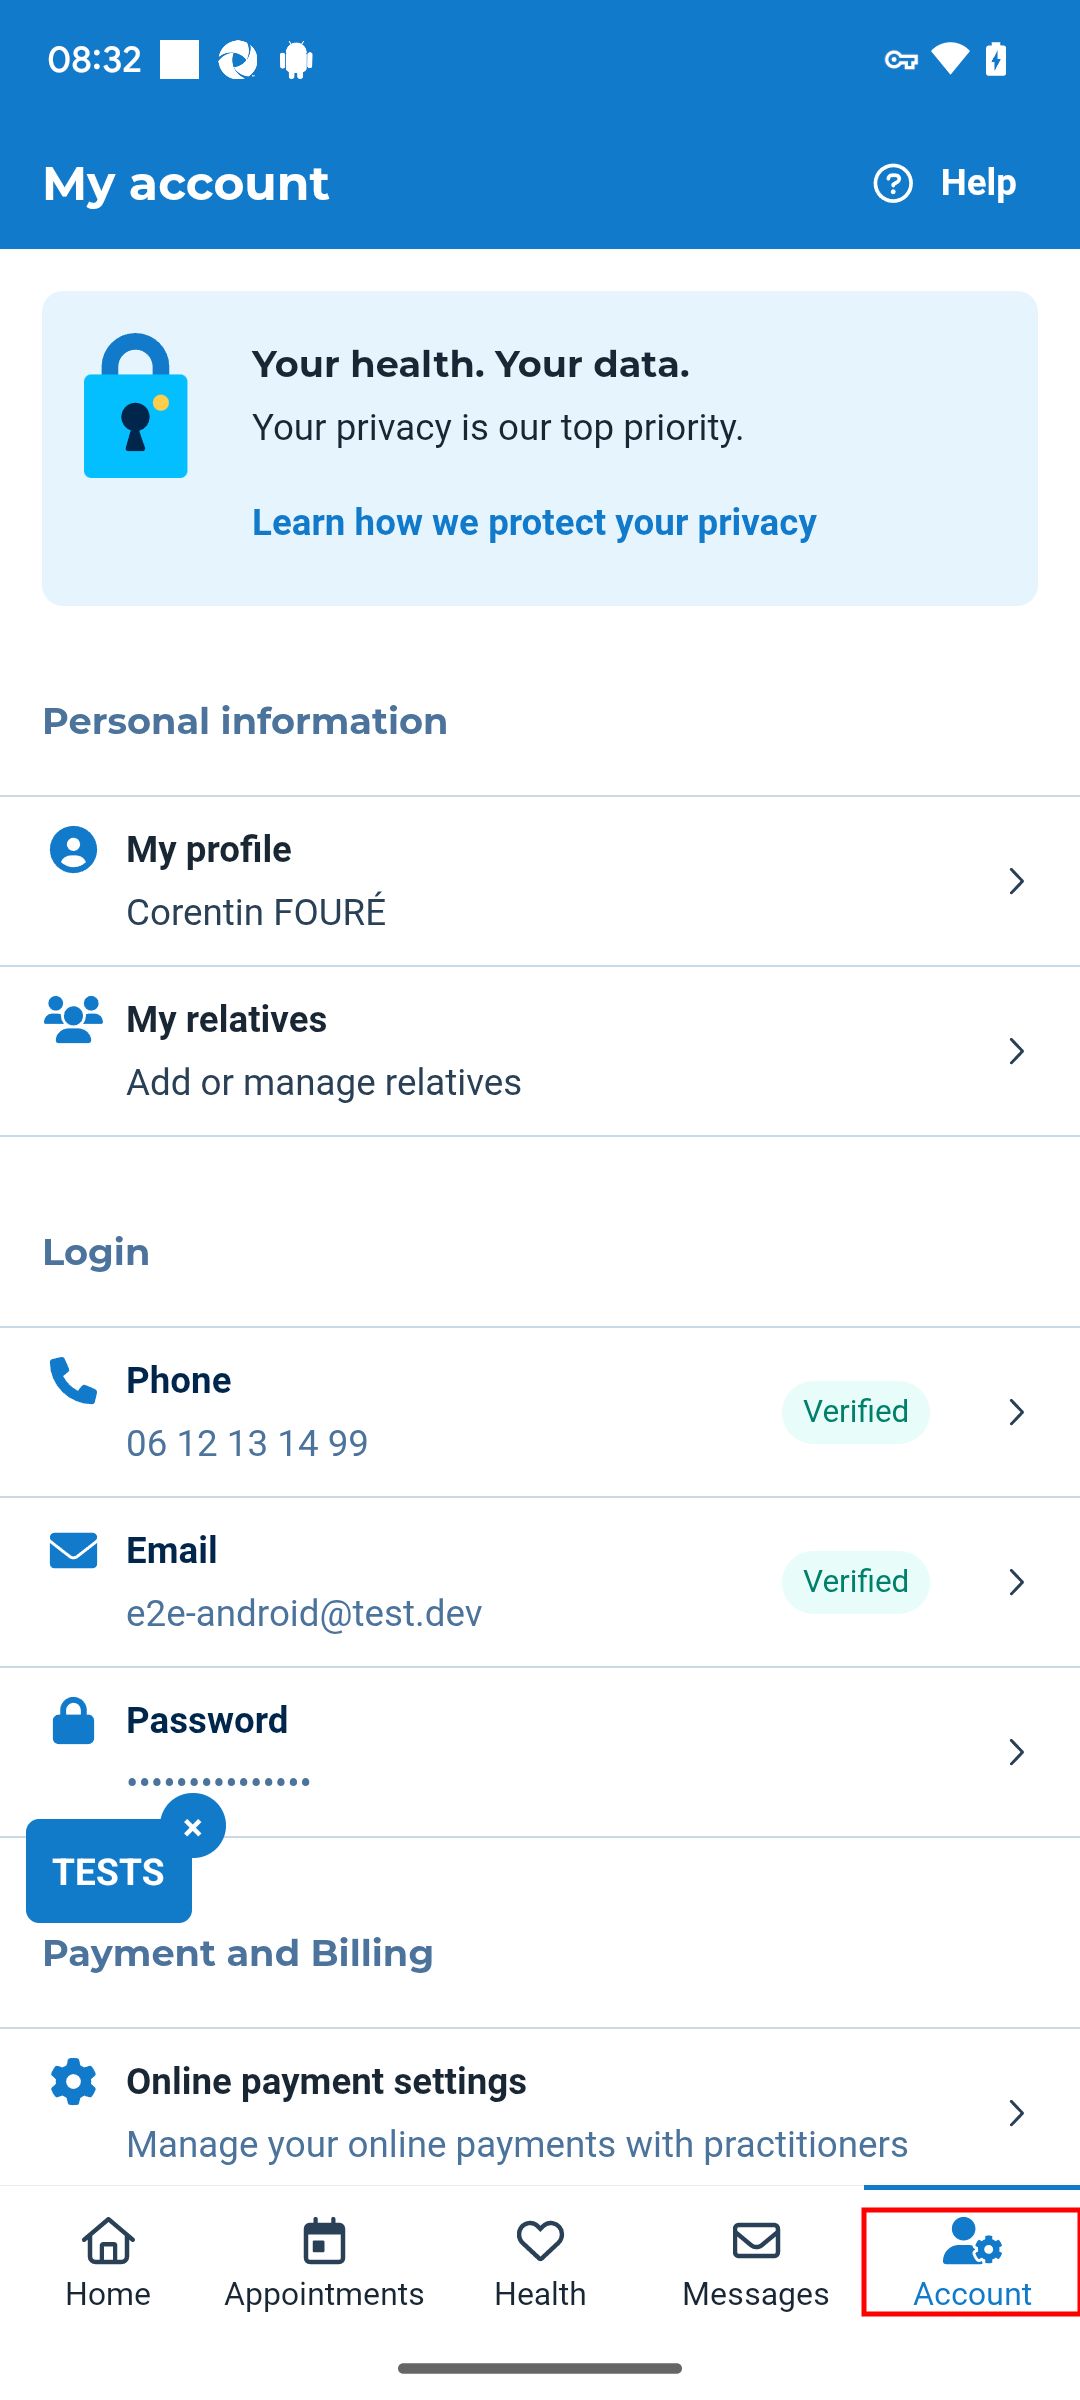 08:32
My account
Help
Your health. Your data.
Your privacy is our top priority.
Learn how we protect your privacy
Personal information
My profile
Corentin FOURÉ
My relatives
Add or manage relatives
Login
Phone
06 12 13 14 99
Verified
Email
e2e-android@test.dev
Verified
Password
•••••••••••••••
TESTS
×
Payment and Billing
Online payment settings
Manage your online payments with practitioners
Home
Appointments
Health
Messages
Account